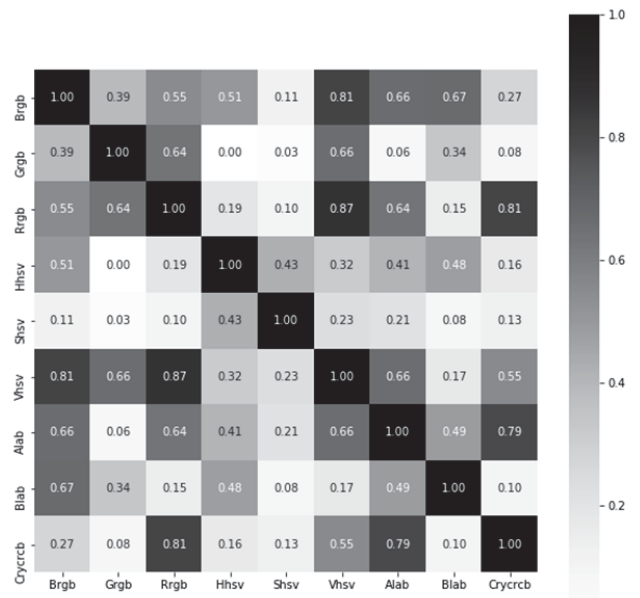 1.0
Brgb 1.00 0.39 0.55 0.51 0.11 0.81 0.66 0.67 0.27
0.8
Grgb 0.39 1.00 0.64 0.00 0.03 0.66 0.06 0.34 0.08
Rrgb 0.55 0.64 1.00 0.19 0.10 0.87 0.64 0.15 0.81
Hhsv 0.51 0.00 0.19 1.00 0.43 0.32 0.41 0.48 0.16
0.6
Shsv 0.11 0.03 0.10 0.43 1.00 0.23 0.21 0.08 0.13
Vhsv 0.81 0.66 0.87 0.32 0.23 1.00 0.66 0.17 0.55
0.4
Alab 0.66 0.06 0.64 0.41 0.21 0.66 1.00 0.49 0.79
Blab 0.67 0.34 0.15 0.48 0.08 0.17 0.49 1.00 0.10
0.2
Crycrcb 0.27 0.08 0.81 0.16 0.13 0.55 0.79 0.10 1.00
Brgb Grgb Rrgb Hhsv Shsv Vhsv Alab Blab Crycrcb